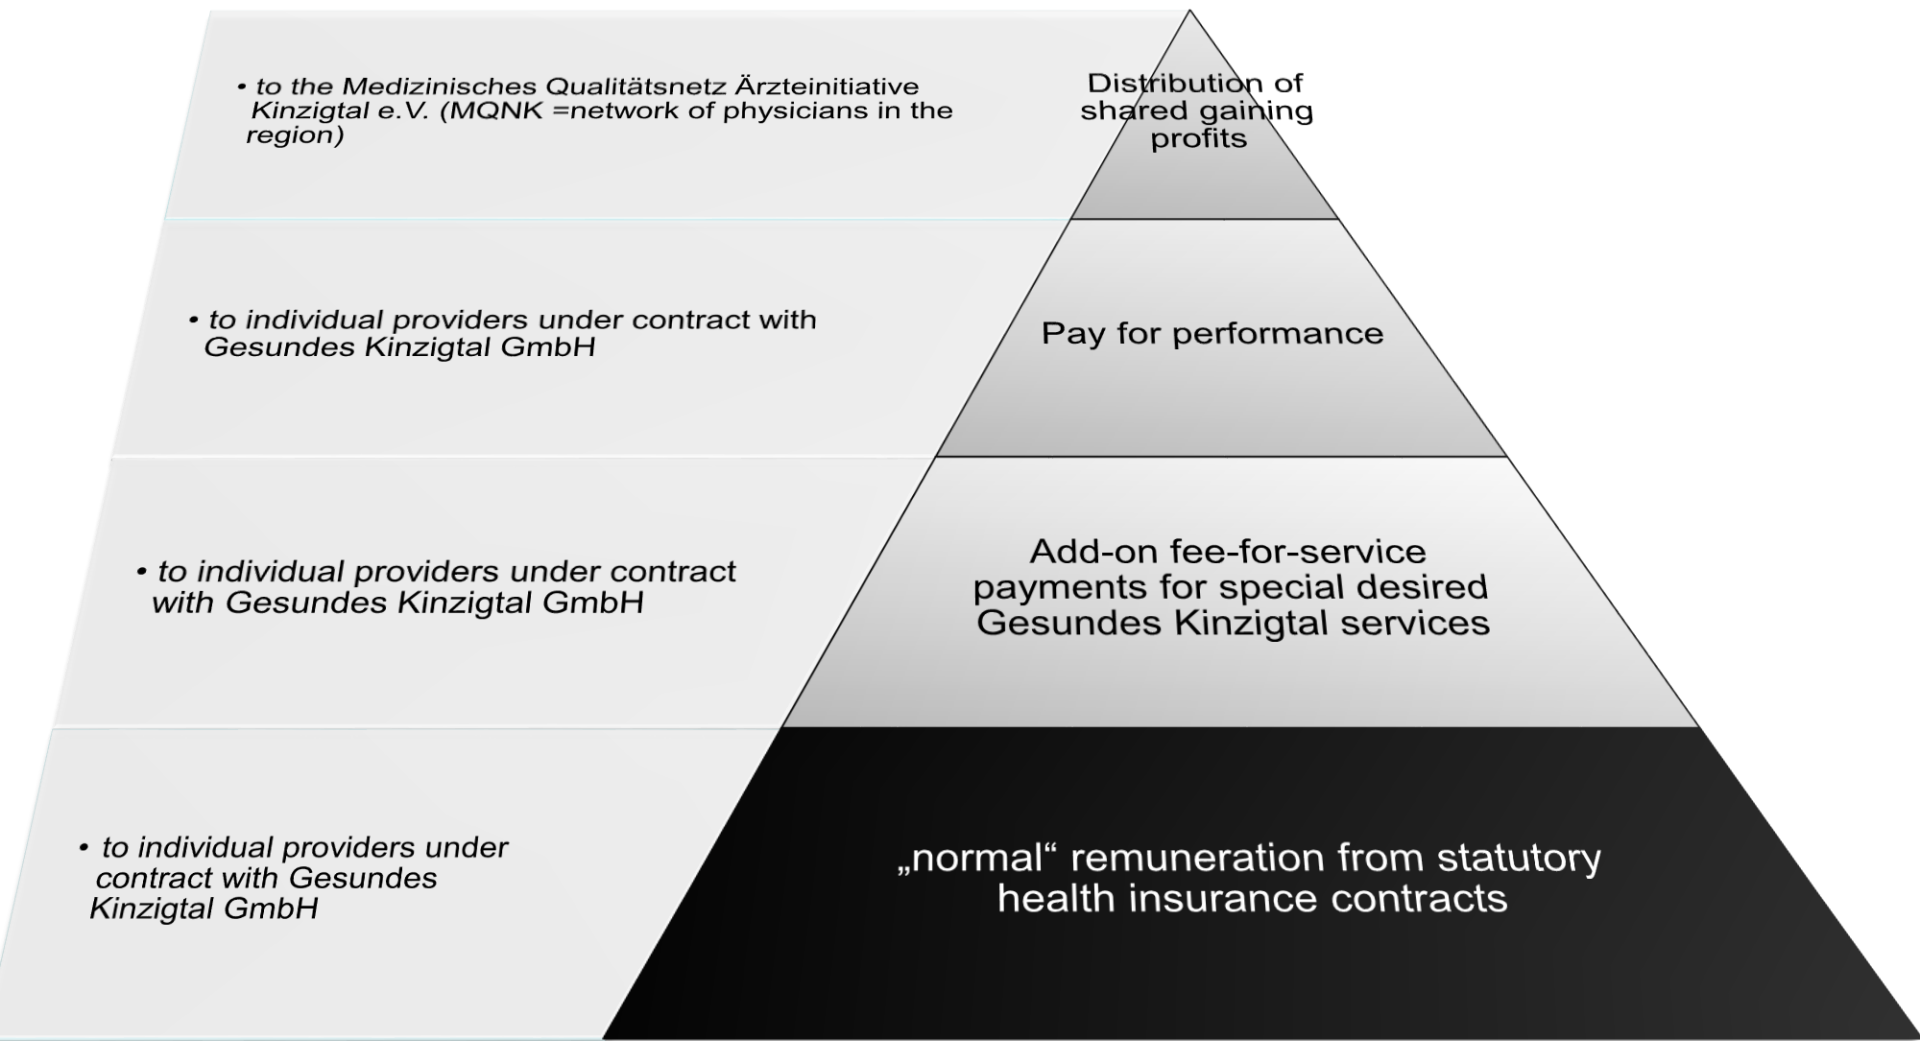 • to the Medizinisches Qualitätsnetz Ärzteinitiative
Kinzigtal e.V. (MQNK =network of physicians in the
region)
Distribution of
shared gaining
profits
• to individual providers under contract with
Gesundes Kinzigtal GmbH
Pay for performance
• to individual providers under contract
with Gesundes Kinzigtal GmbH
Add-on fee-for-service
payments for special desired
Gesundes Kinzigtal services
• to individual providers under
contract with Gesundes
Kinzigtal GmbH
„normal“ remuneration from statutory
health insurance contracts